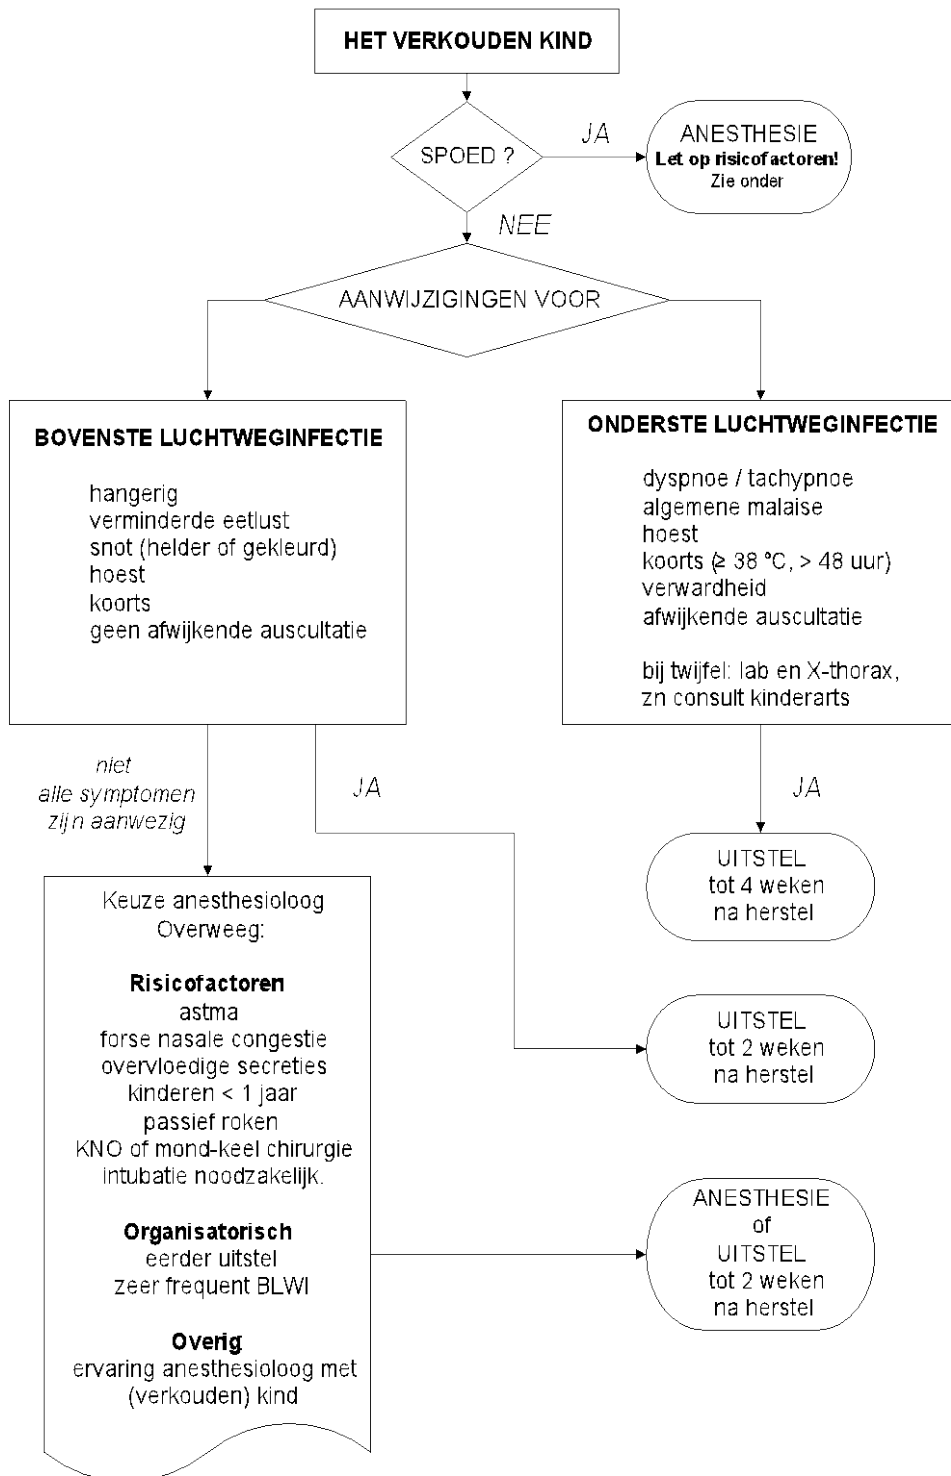 HET VERKOUDEN KIND
SPOED ?
JA
ANESTHESIE
Let op risicofactoren!
Zie onder
NEE
AANWIJZIGINGEN VOOR
BOVENSTE LUCHTWEGINFECTIE
hangerig
verminderde eetlust
snot (helder of gekleurd)
hoest
koorts
geen afwijkende auscultatie
ONDERSTE LUCHTWEGINFECTIE
dyspnoe / tachypnoe
algemene malaise
hoest
koorts (≥ 38 °C, > 48 uur)
verwardheid
afwijkende auscultatie
bij twijfel: lab en X-thorax,
zn consult kinderarts
niet
alle symptomen
zijn aanwezig
JA
JA
UITSTEL
tot 4 weken
na herstel
Keuze anesthesioloog
Overweeg:
Risicofactoren
astma
forse nasale congestie
overvloedige secreties
kinderen < 1 jaar
passief roken
KNO of mond-keel chirurgie
intubatie noodzakelijk.
Organisatorisch
eerder uitstel
zeer frequent BLWI
Overig
ervaring anesthesioloog met
(verkouden) kind
UITSTEL
tot 2 weken
na herstel
ANESTHESIE
of
UITSTEL
tot 2 weken
na herstel